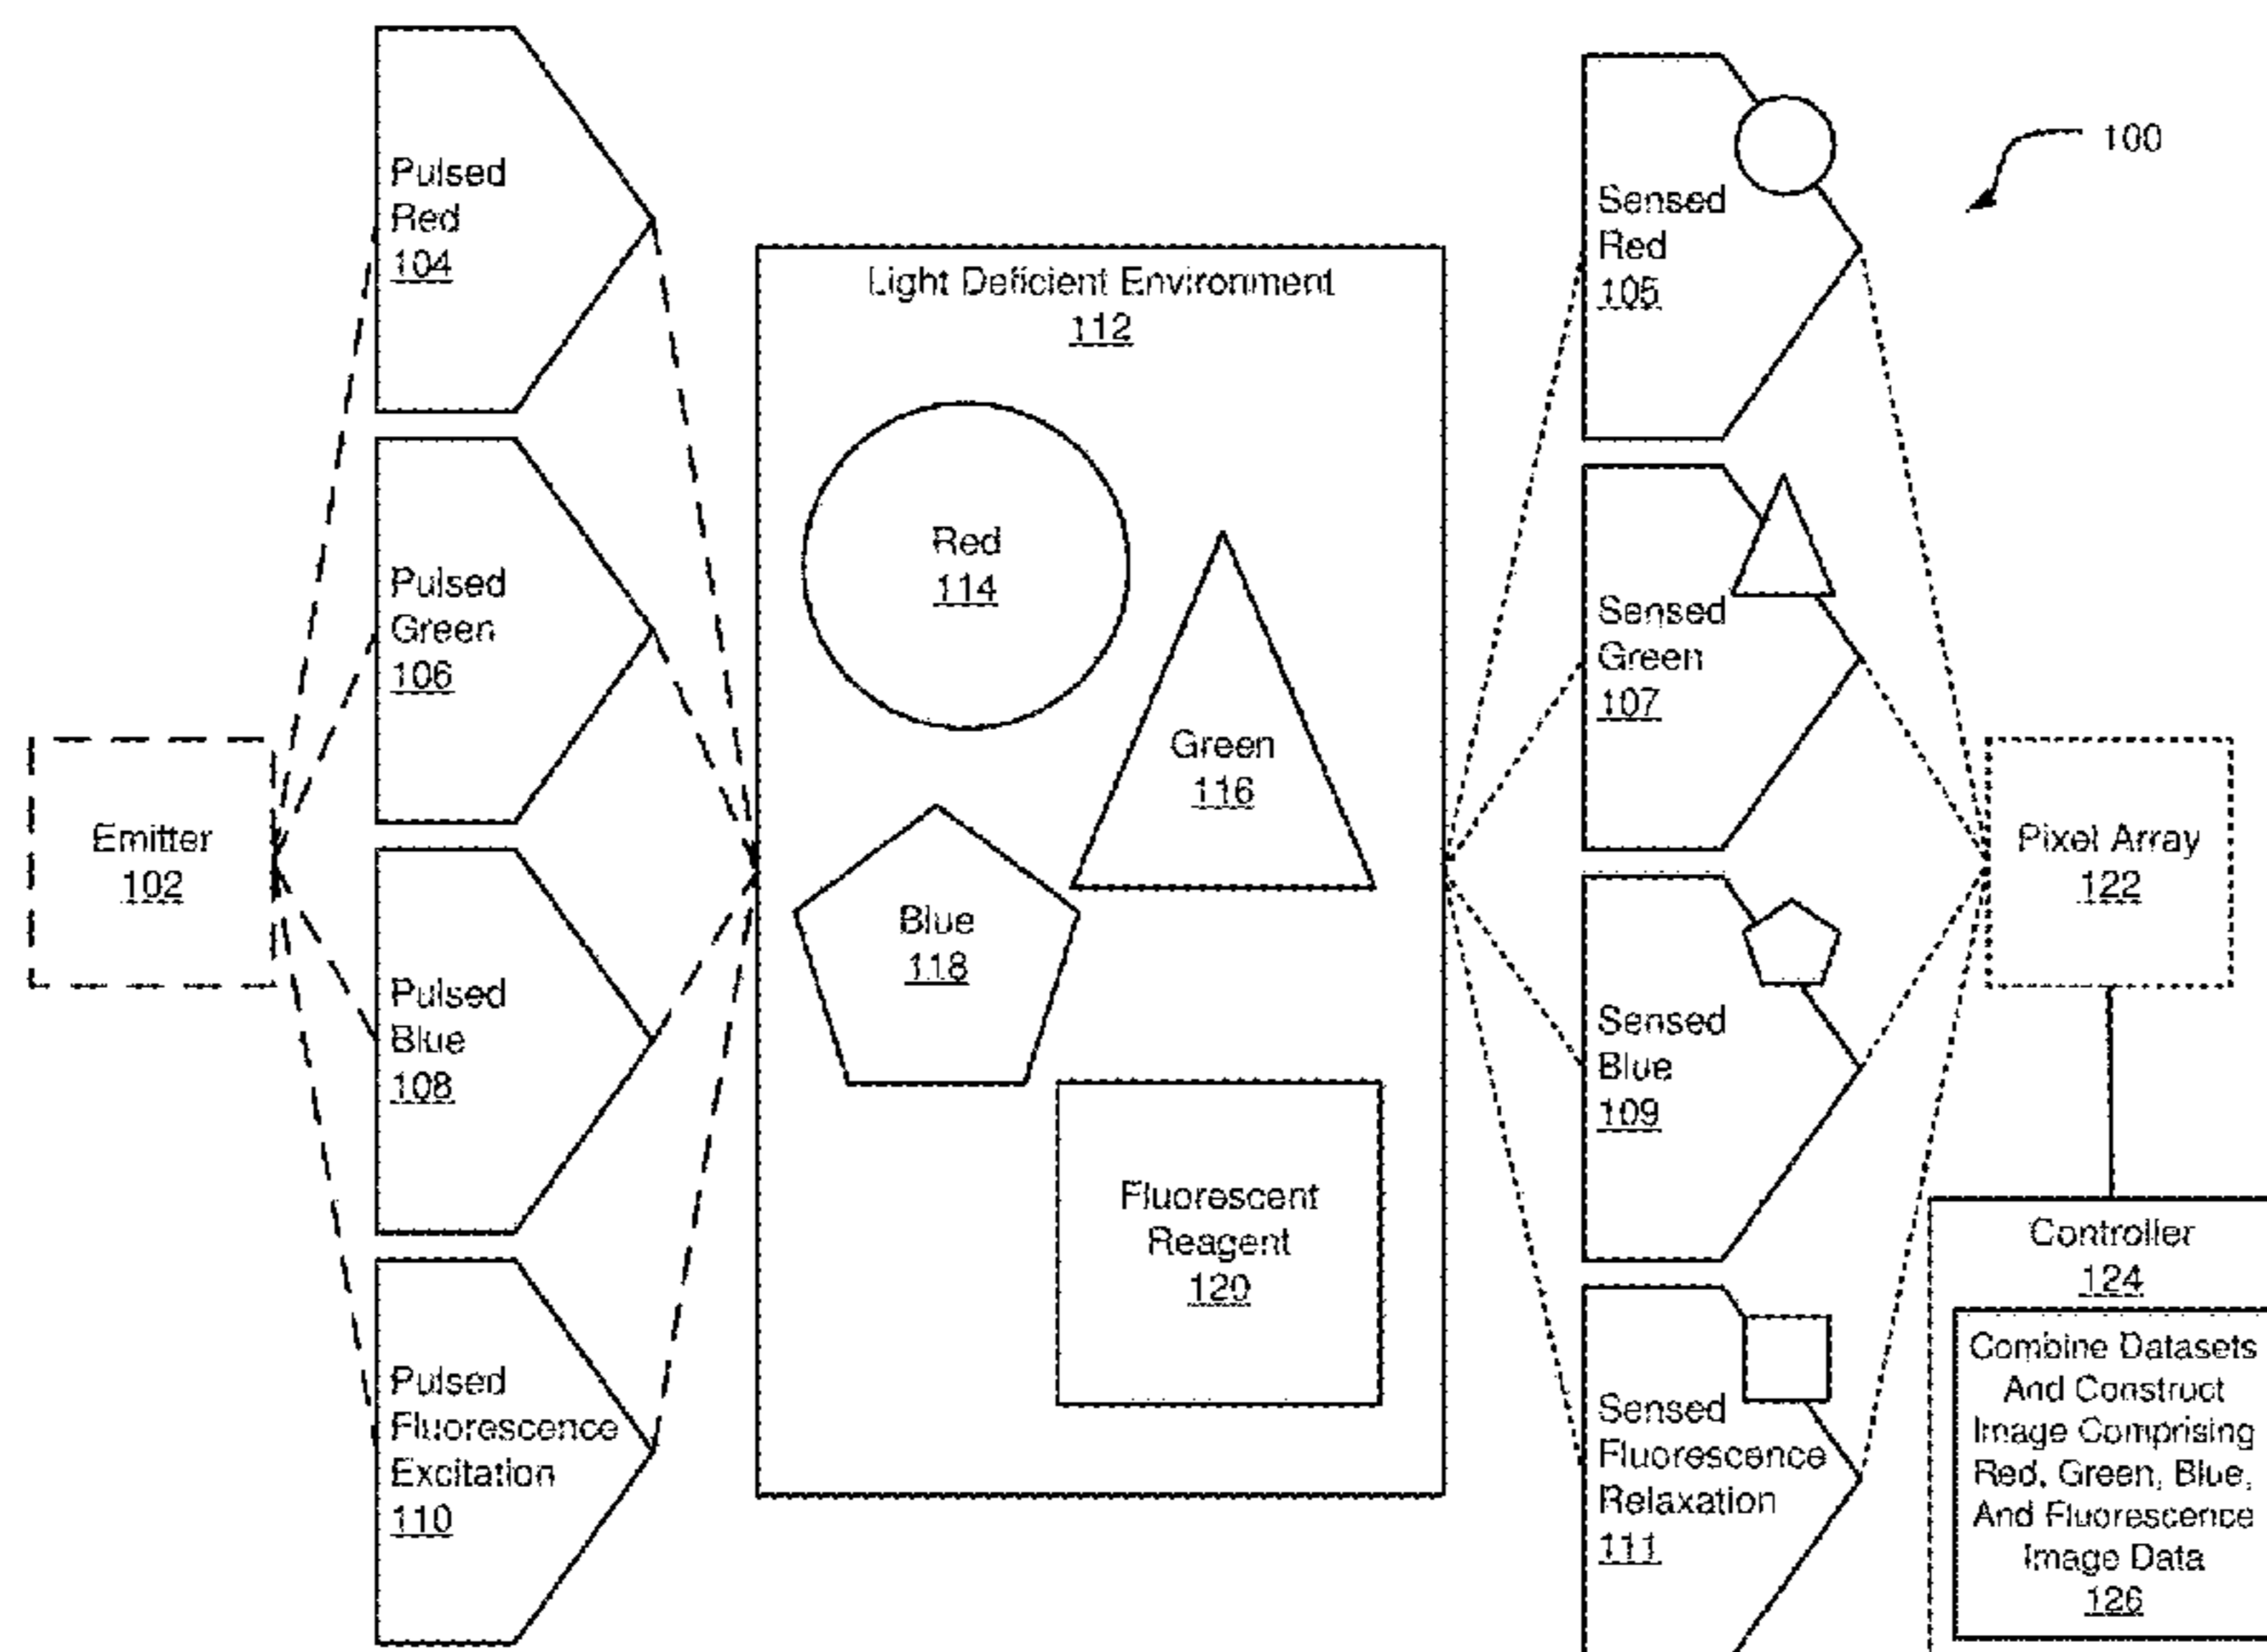 Pulsed
Red
104
Pulsed
Green
106
Emitter
102
Pulsed
Blue
108
Pulsed
Fluorescence
Excitation
110
Light Deficient Environment
112
Red
114
Green
116
Blue
118
Fluorescent
Reagent
120
Sensed
Red
105
100
Sensed
Green
107
Sensed
Blue
109
Sensed
Fluorescence
Relaxation
111
Pixel Array
122
Controller
124
Combine Datasets
And Construct
Image Comprising
Red, Green, Blue,
And Fluorescence
Image Data
126